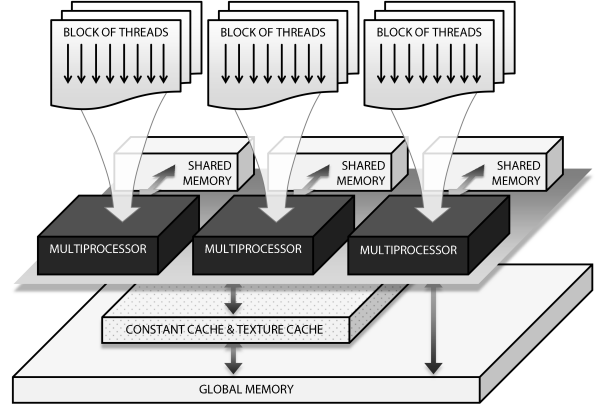 BLOCK OF THREADS
BLOCK OF THREADS
BLOCK OF THREADS
SHARED
MEMORY
SHARED
MEMORY
SHARED
MEMORY
MULTIPROCESSOR
MULTIPROCESSOR
MULTIPROCESSOR
CONSTANT CACHE & TEXTURE CACHE
GLOBAL MEMORY